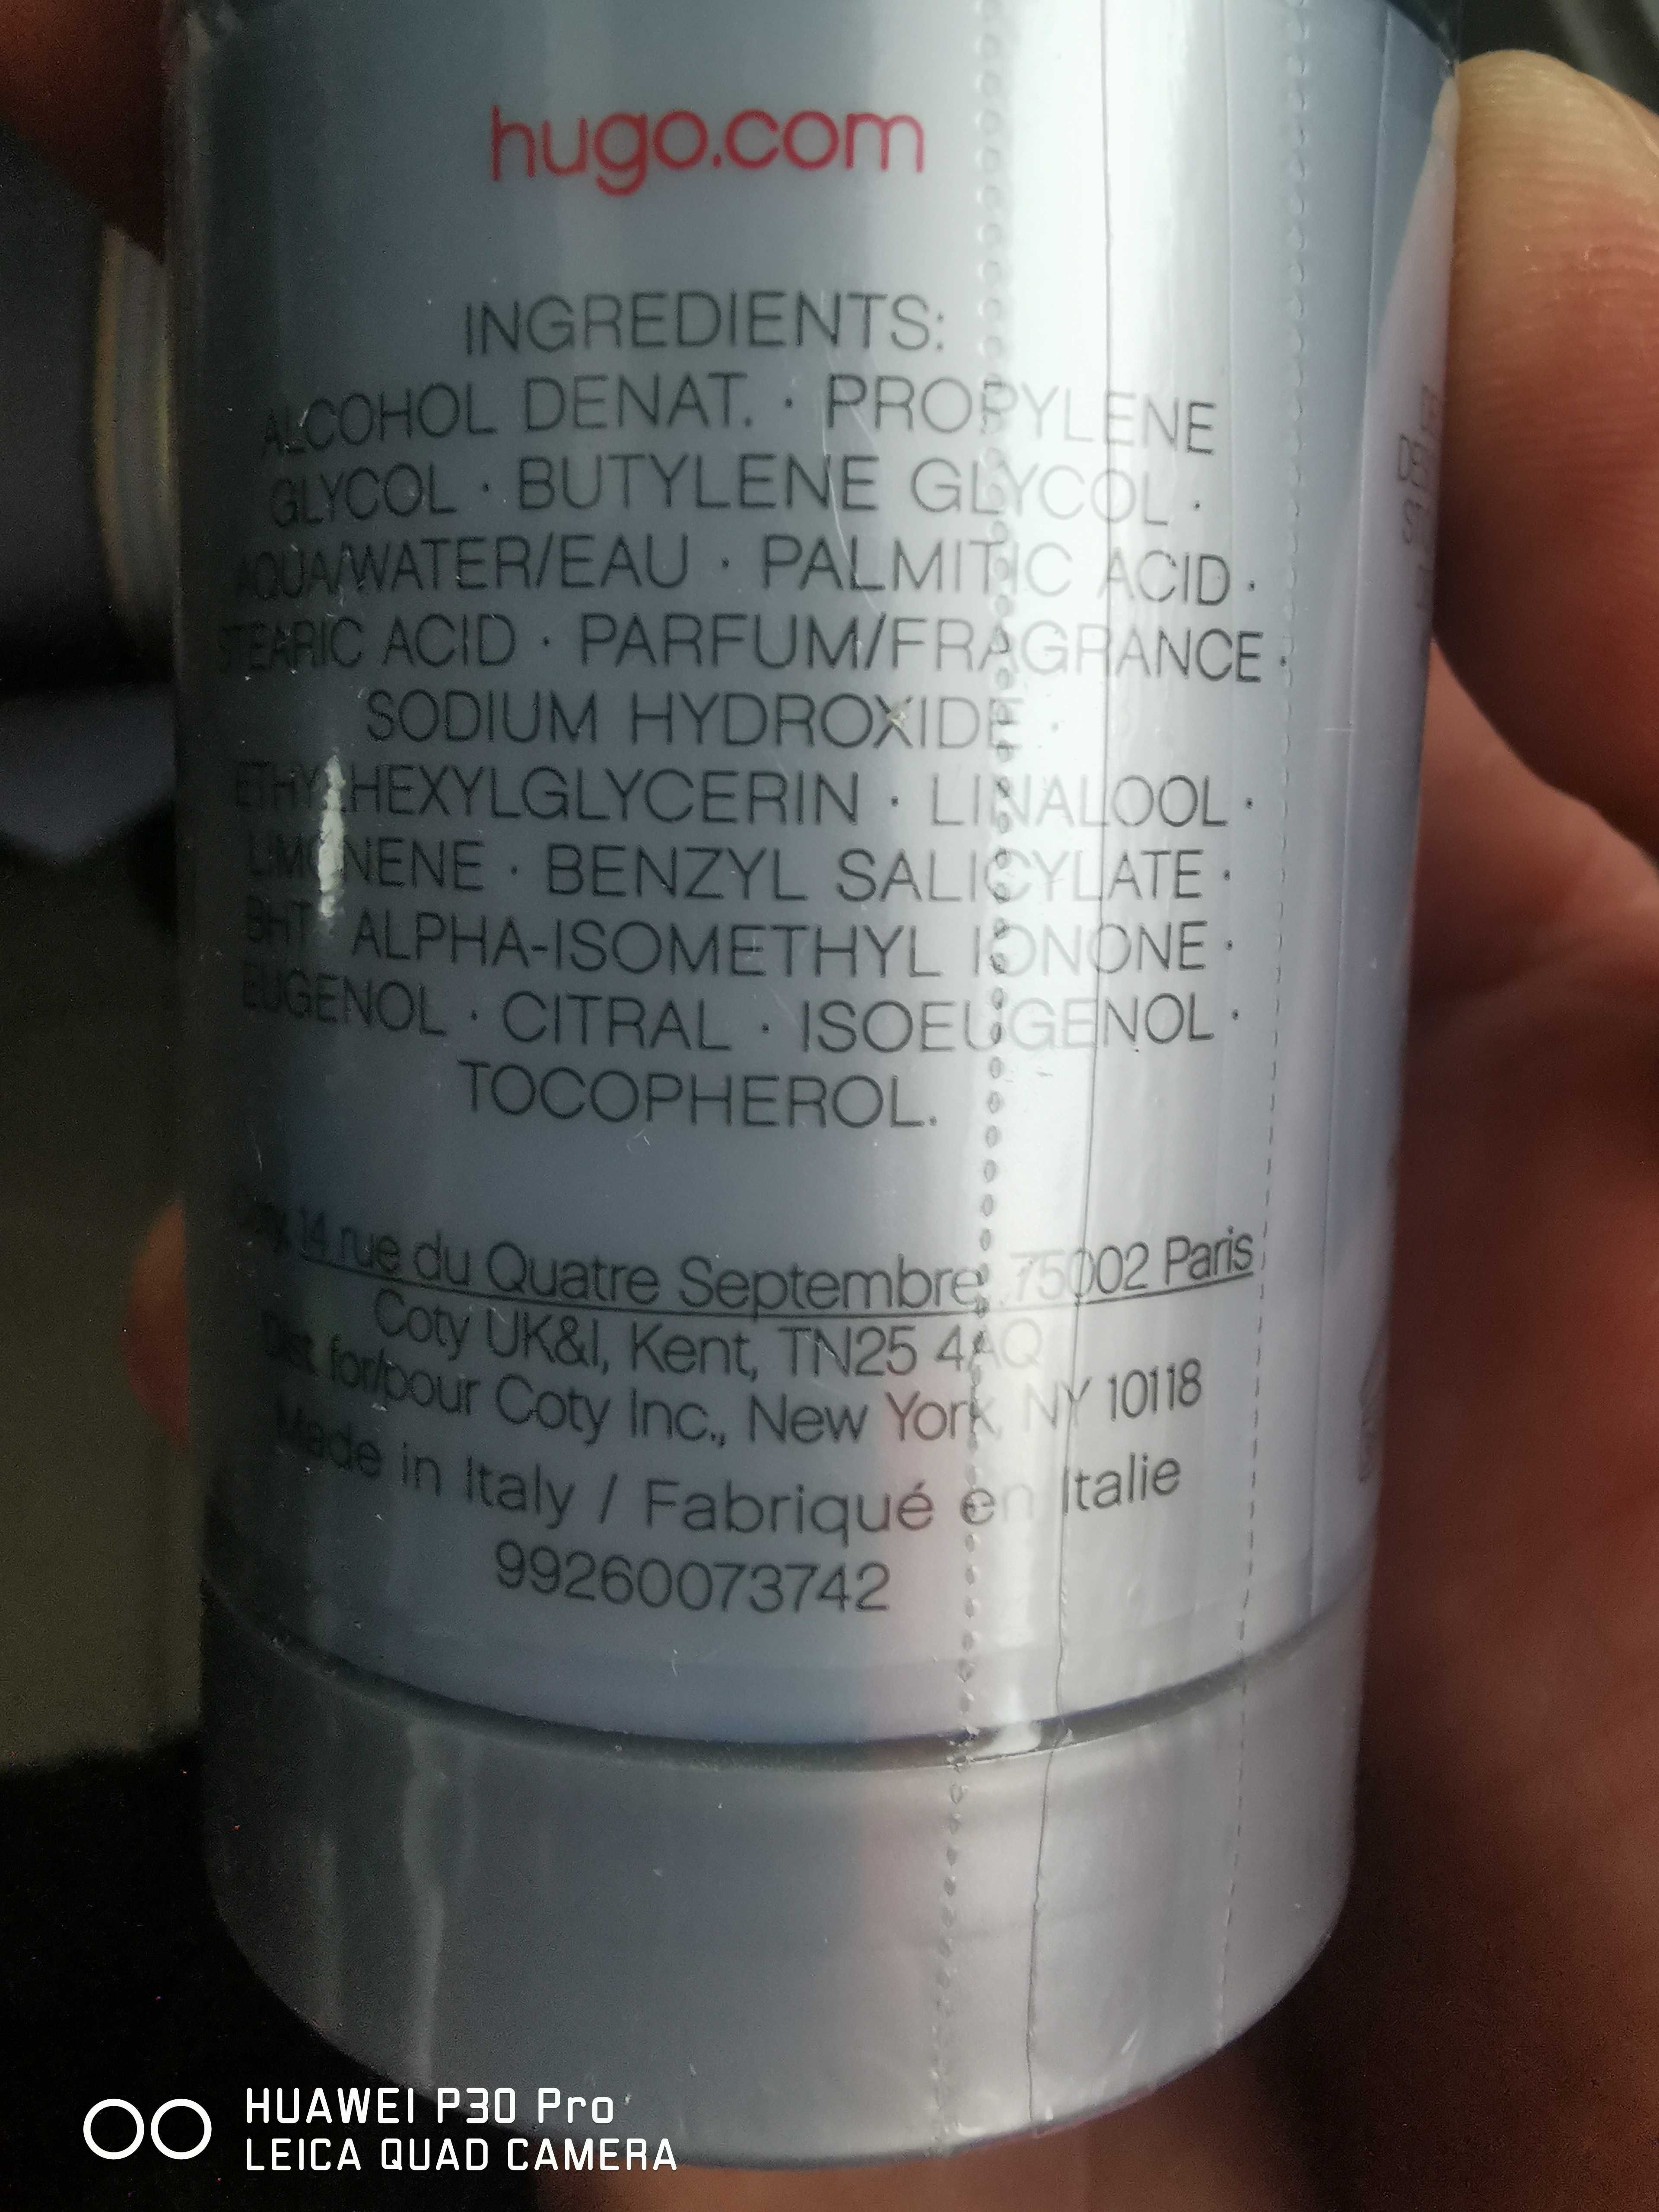 hugo.com
INGREDIENTS:
ALCOHOL DENAT. · PROPYLENE
GLYCOL · BUTYLENE GLYCOL ·
AQUA/WATER/EAU · PALMITIC ACID ·
STEARIC ACID · PARFUM/FRAGRANCE ·
SODIUM HYDROXIDE ·
ETHYLHEXYLGLYCERIN · LINALOOL ·
LIMONENE · BENZYL SALICYLATE ·
BHT · ALPHA-ISOMETHYL IONONE ·
EUGENOL · CITRAL · ISOEUGENOL ·
TOCOPHEROL.
Coty, 14 rue du Quatre Septembre, 75002 Paris
Coty UK&I, Kent, TN25 4AQ
Dist. for/pour Coty Inc., New York, NY 10118
Made in Italy / Fabriqué en Italie
99260073742
HUAWEI P30 Pro
LEICA QUAD CAMERA